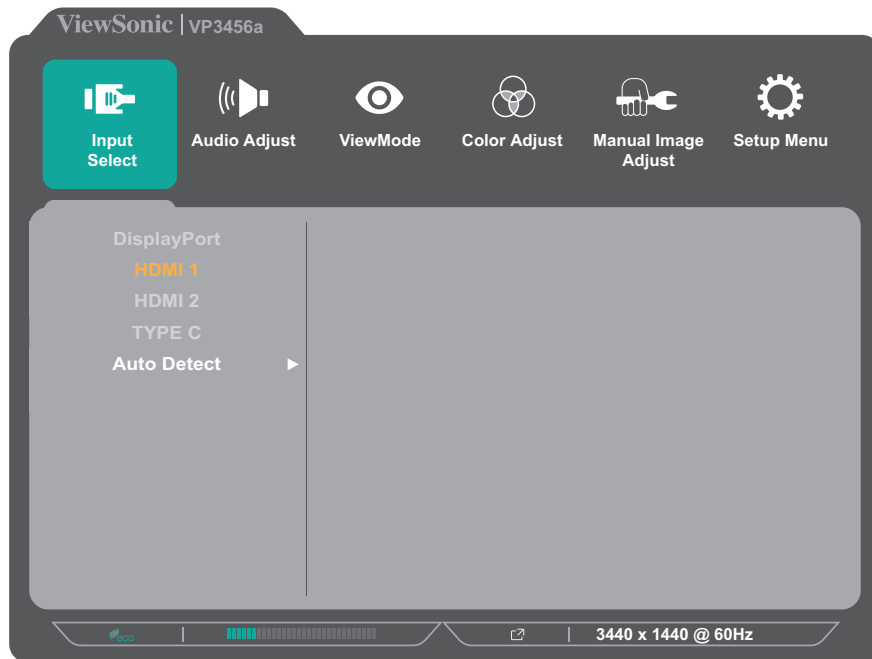 ViewSonic | VP3456a
Input
Select
Audio Adjust
ViewMode
Color Adjust
Manual Image
Adjust
Setup Menu
DisplayPort
HDMI 1
HDMI 2
TYPE C
Auto Detect
eco
3440 x 1440 @ 60Hz